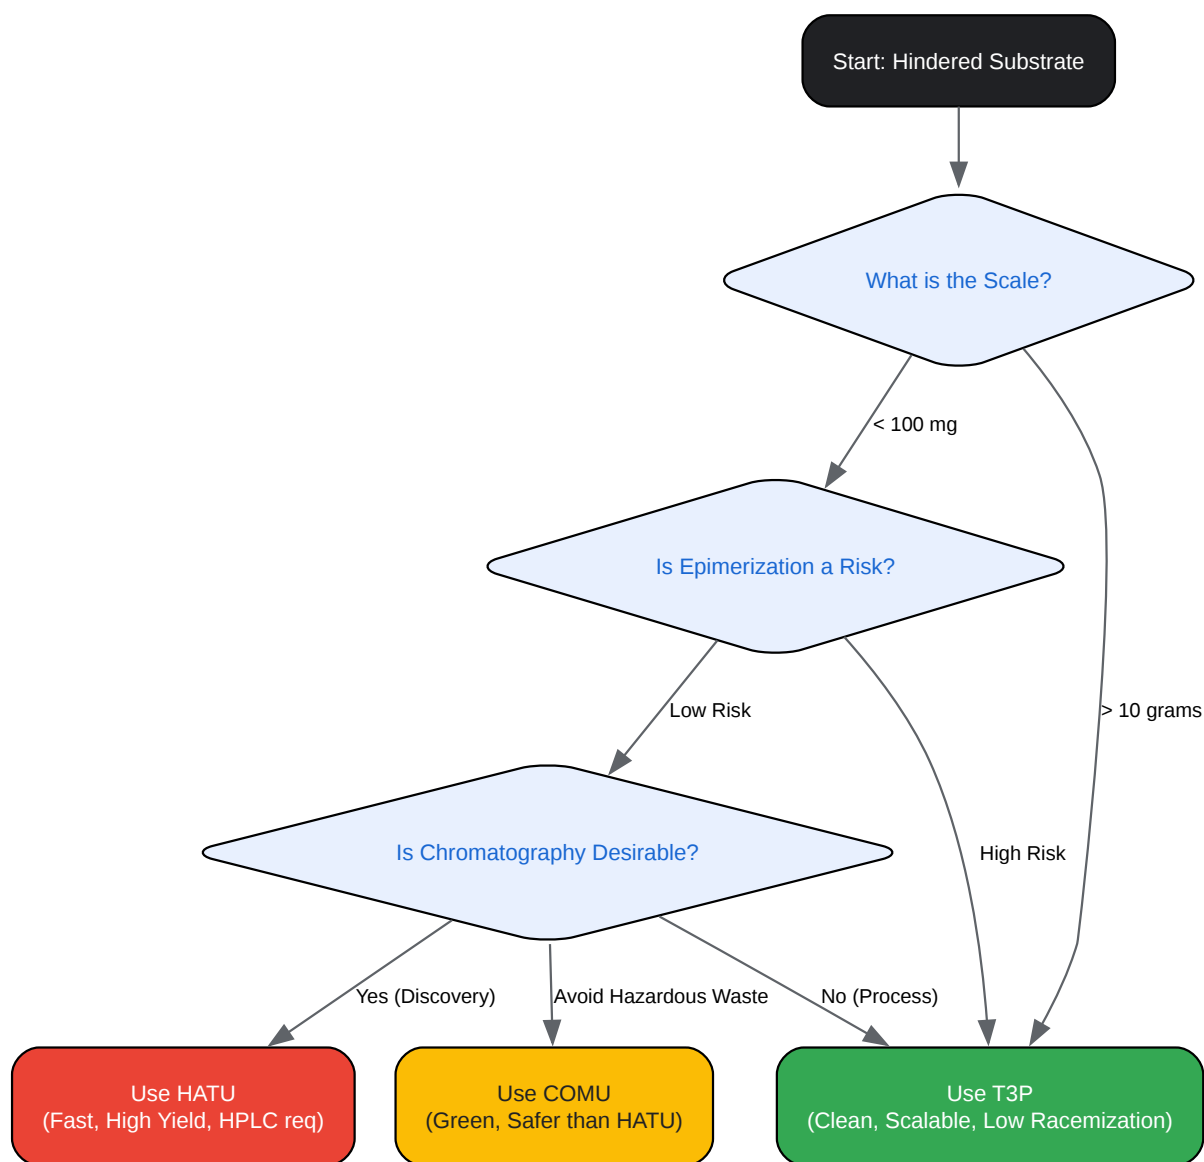 Start: Hindered Substrate
What is the Scale?
< 100 mg
Is Epimerization a Risk?
Low Risk
> 10 grams
Is Chromatography Desirable?
High Risk
Yes (Discovery)
Avoid Hazardous Waste
No (Process)
Use HATU
(Fast, High Yield, HPLC req)
Use COMU
(Green, Safer than HATU)
Use T3P
(Clean, Scalable, Low Racemization)